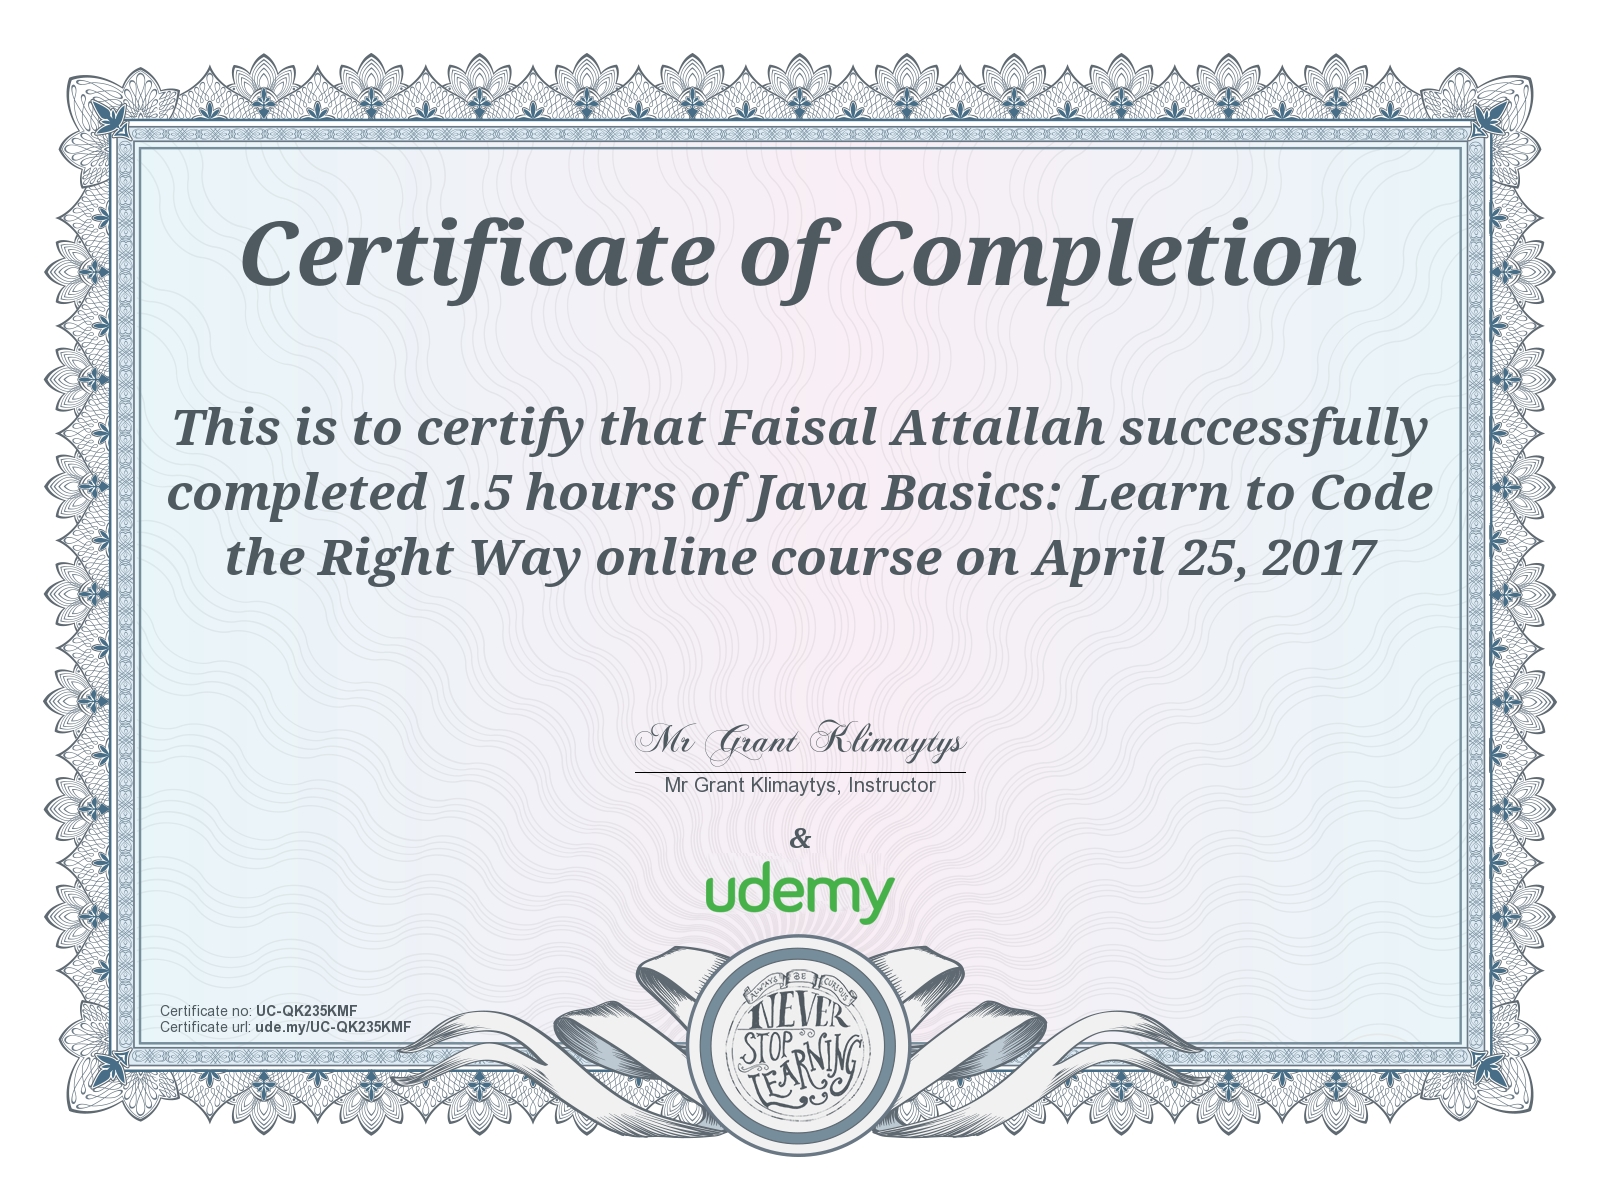 Certificate of Completion
This is to certify that Faisal Attallah successfully
completed 1.5 hours of Java Basics: Learn to Code
the Right Way online course on April 25, 2017
Mr Grant Klimaytys
Mr Grant Klimaytys, Instructor
&
udemy
Certificate no: UC-QK235KMF
Certificate url: ude.my/UC-QK235KMF
ALWAYS BE CURIOUS
NEVER
STOP
LEARNING